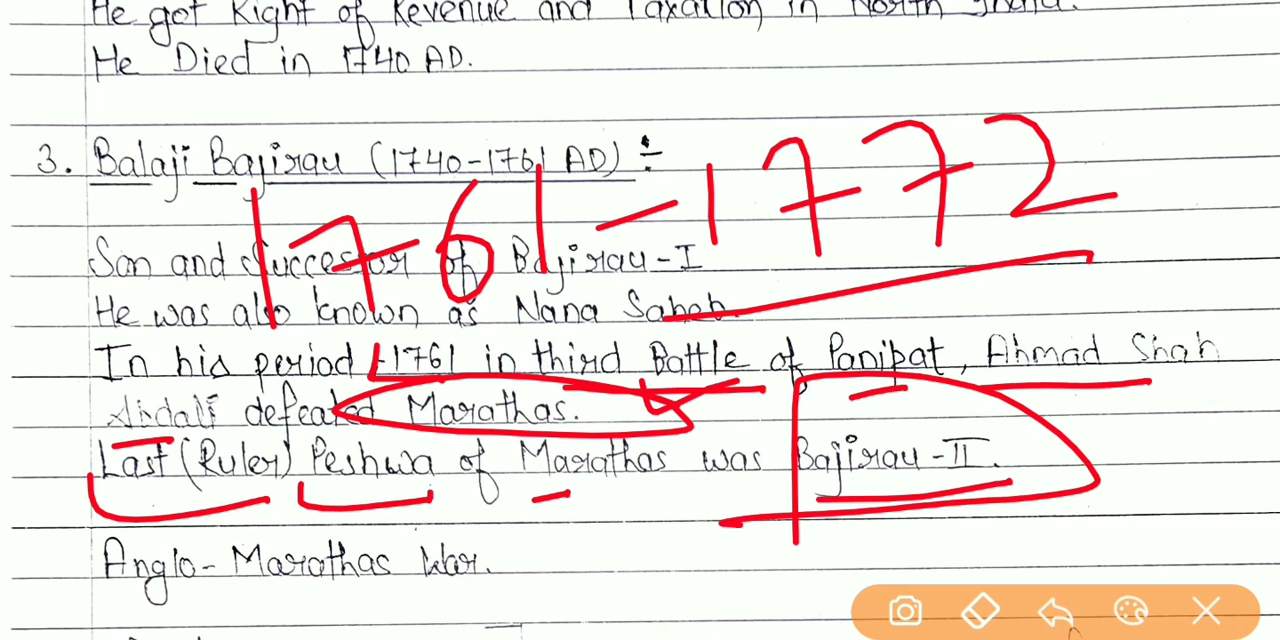 He got Right of Revenue and Taxation in North India.
He Died in 1740 AD.
3. Balaji Bajirau (1740-1761 AD) :-
1761-1772
Son and Successor of Bajirau-I
He was also known as Nana Saheb.
In his period -1761 in third Battle of Panipat, Ahmad Shah
Abdali defeated Marathas.
Last (Ruler) Peshwa of Marathas was Bajirau-II.
Anglo-Marathas War.